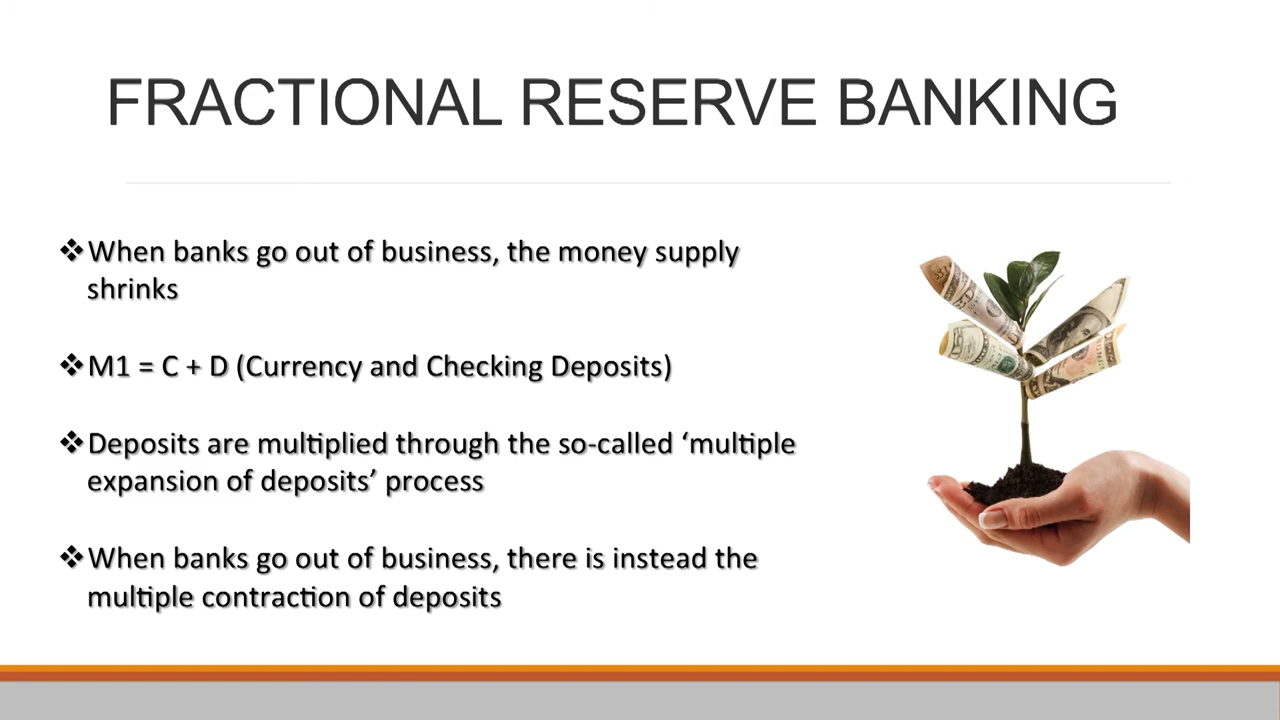 FRACTIONAL RESERVE BANKING
❖When banks go out of business, the money supply
shrinks
❖M1 = C + D (Currency and Checking Deposits)
❖Deposits are multiplied through the so-called ‘multiple
expansion of deposits’ process
❖When banks go out of business, there is instead the
multiple contraction of deposits